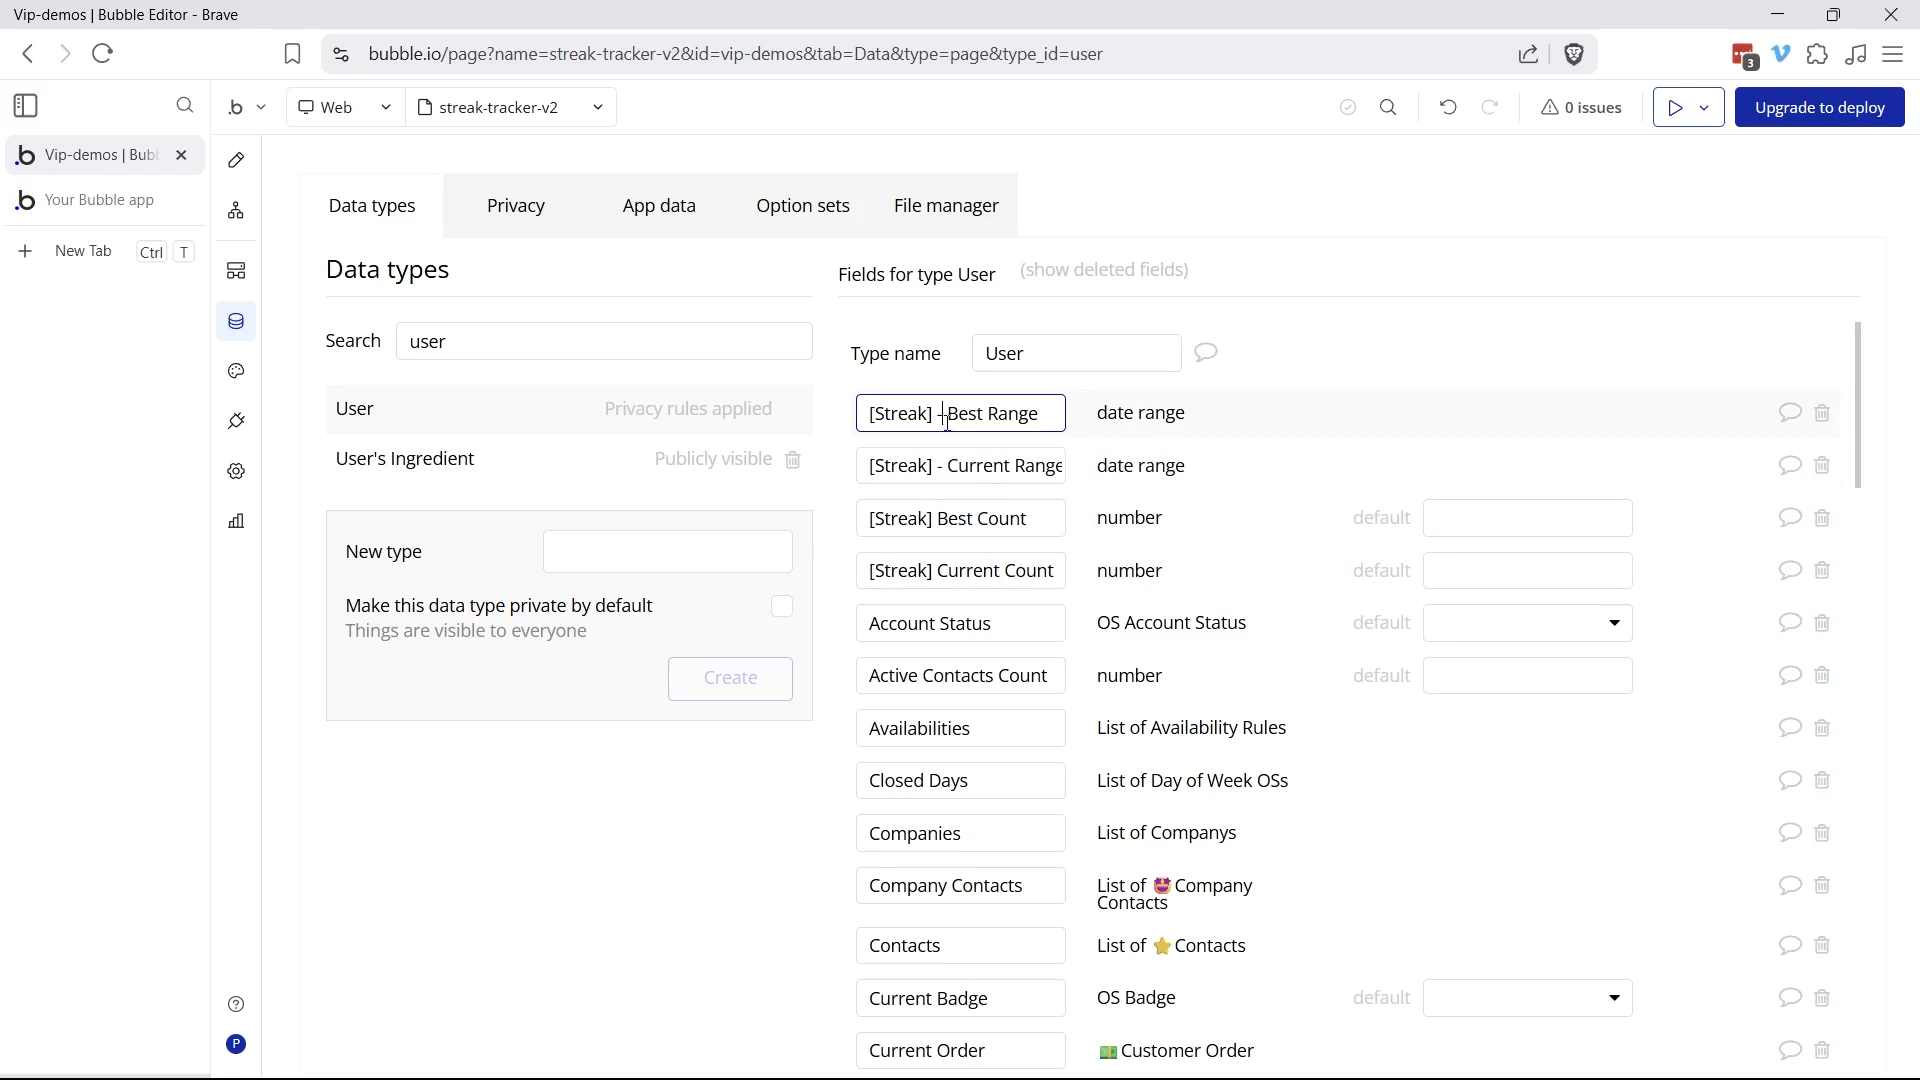 Vip-demos | Bubble Editor - Brave
bubble.io/page?name=streak-tracker-v2&id=vip-demos&tab=Data&type=page&type_id=user
3
Web
streak-tracker-v2
0 issues
Upgrade to deploy
Vip-demos | Bub
Your Bubble app
New Tab Ctrl T
Data types
Privacy
App data
Option sets
File manager
Data types
Search user
User Privacy rules applied
User's Ingredient Publicly visible
New type
Make this data type private by default
Things are visible to everyone
Create
Fields for type User (show deleted fields)
Type name User
[Streak] - Best Range date range
[Streak] - Current Range date range
[Streak] Best Count number default
[Streak] Current Count number default
Account Status OS Account Status default
Active Contacts Count number default
Availabilities List of Availability Rules
Closed Days List of Day of Week OSs
Companies List of Companys
Company Contacts List of 🤩Company
Contacts
Contacts List of ⭐Contacts
Current Badge OS Badge default
Current Order 💵Customer Order
P